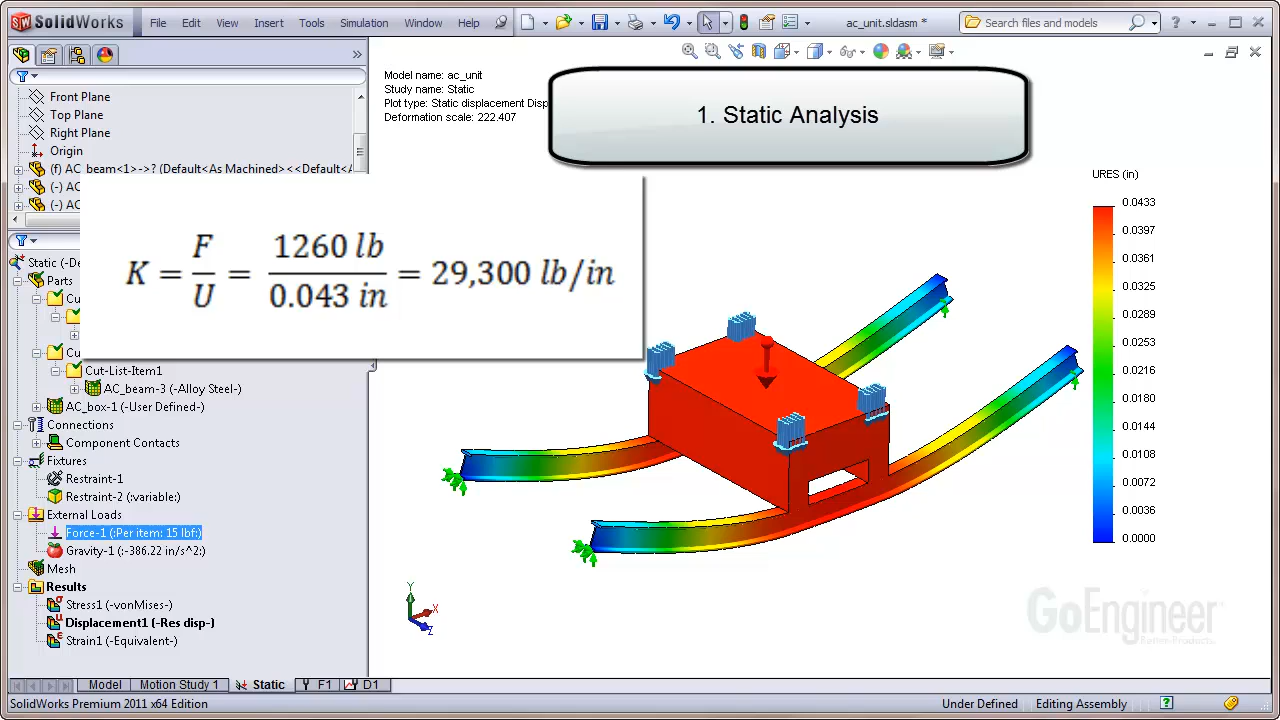 SolidWorks
File Edit View Insert Tools Simulation Window Help
ac_unit.sldasm *
Search files and models
Model name: ac_unit
Study name: Static
Plot type: Static displacement Disp
Deformation scale: 222.407
1. Static Analysis
Front Plane
Top Plane
Right Plane
Origin
(f) AC_beam<1>->? (Default<As Machined><<Default<A
(-) AC
(-) AC
K = F/U = 1260 lb / 0.043 in = 29,300 lb/in
Static (-De
Parts
Cu
Cu
Cut-List-Item1
AC_beam-3 (-Alloy Steel-)
AC_box-1 (-User Defined-)
Connections
Component Contacts
Fixtures
Restraint-1
Restraint-2 (:variable:)
External Loads
Force-1 (:Per item: 15 lbf:)
Gravity-1 (:-386.22 in/s^2:)
Mesh
Results
Stress1 (-vonMises-)
Displacement1 (-Res disp-)
Strain1 (-Equivalent-)
URES (in)
0.0433
0.0397
0.0361
0.0325
0.0289
0.0252
0.0216
0.0180
0.0144
0.0108
0.0072
0.0036
0.0000
Y
X
Z
GoEngineer
Model Motion Study 1 Static F1 D1
SolidWorks Premium 2011 x64 Edition
Under Defined Editing Assembly